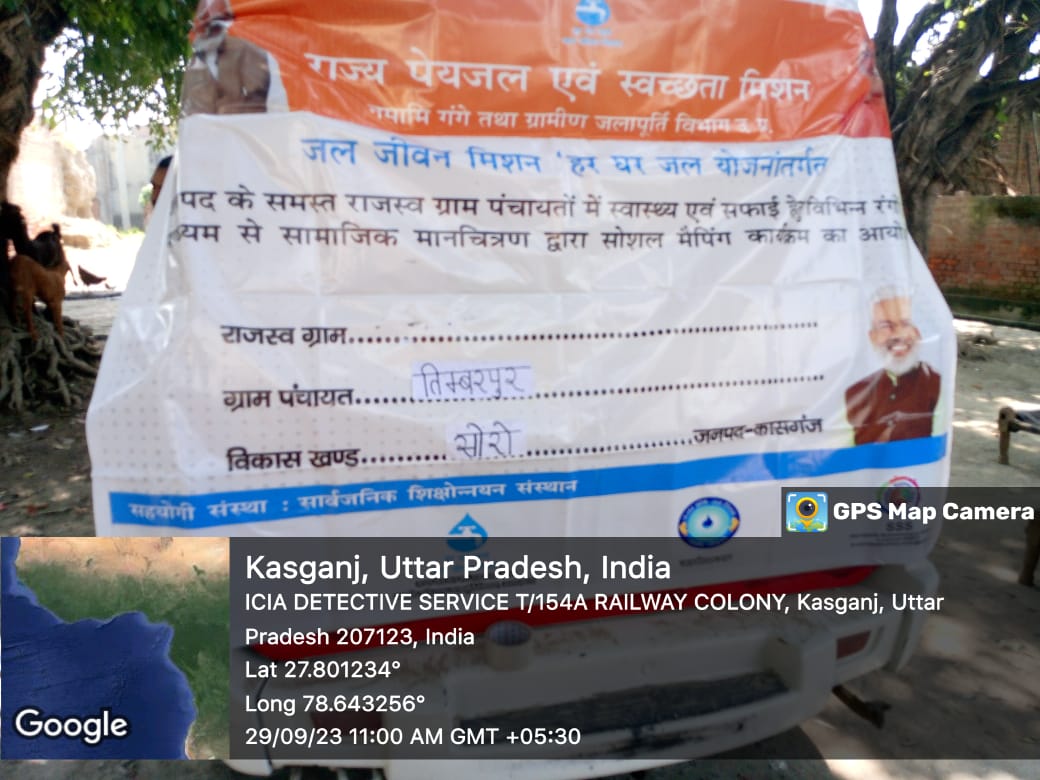 राज्य पेयजल एवं स्वच्छता मिशन
नमामि गंगे तथा ग्रामीण जलापूर्ति विभाग उ.प्र.
जल जीवन मिशन 'हर घर जल योजनांतर्गत
पद के समस्त राजस्व ग्राम पंचायतों में स्वास्थ्य एवं सफाई हेतु विभिन्न रंगो
यम से सामाजिक मानचित्रण द्वारा सोशल मैपिंग कार्यक्रम का आयो
राजस्व ग्राम
ग्राम पंचायत तिम्बरपुर
विकास खण्ड सोरो जनपद-कासगंज
सहयोगी संस्था : सार्वजनिक शिक्षोन्नयन संस्थान
SSS
GPS Map Camera
Kasganj, Uttar Pradesh, India
ICIA DETECTIVE SERVICE T/154A RAILWAY COLONY, Kasganj, Uttar
Pradesh 207123, India
Lat 27.801234°
Long 78.643256°
29/09/23 11:00 AM GMT +05:30
Google